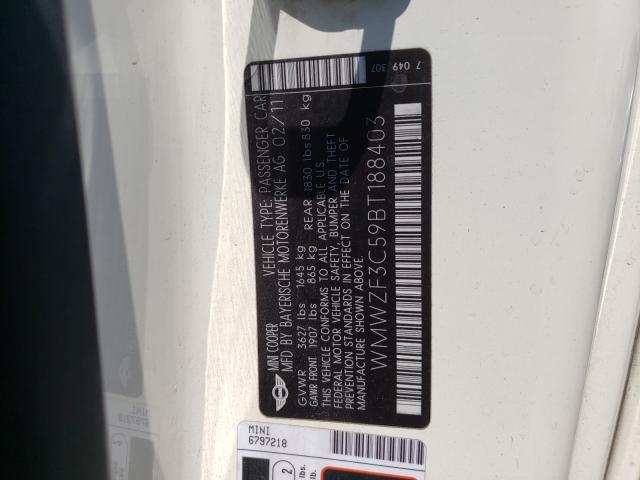 MINI COOPER VEHICLE TYPE: PASSENGER CAR
MFD BY BAYERISCHE MOTORENWERKE AG 02/11
GVWR 3627 lbs 1645 kg
GAWR FRONT 1907 lbs 865 kg REAR 1830 lbs 830 kg
THIS VEHICLE CONFORMS TO ALL APPLICABLE U.S.
FEDERAL MOTOR VEHICLE SAFETY, BUMPER AND THEFT
PREVENTION STANDARDS IN EFFECT ON THE DATE OF
MANUFACTURE SHOWN ABOVE.
WMWZF3C59BT188403
7 049 307
MINI
6797218
2
lbs.
lb.